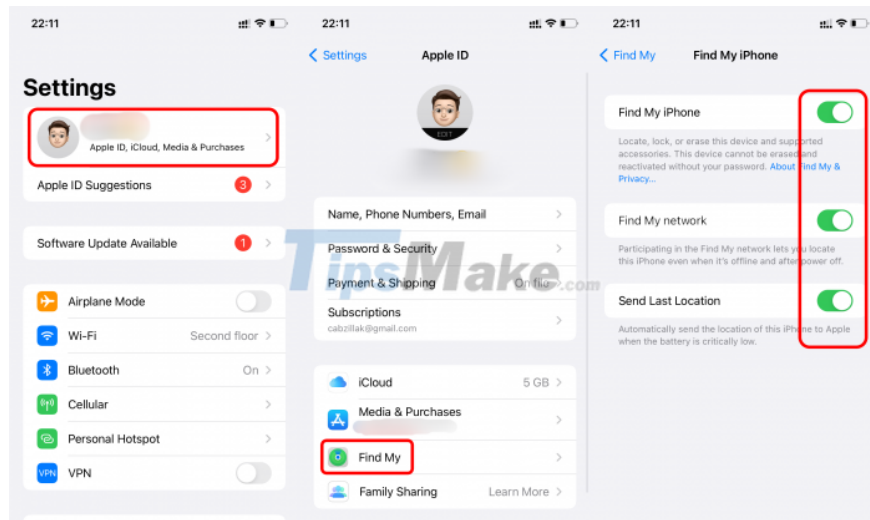 22:11
Settings
Apple ID, iCloud, Media & Purchases
Apple ID Suggestions 3
Software Update Available 1
Airplane Mode
Wi-Fi Second floor
Bluetooth On
Cellular
Personal Hotspot
VPN VPN
22:11
Settings Apple ID
EDIT
Name, Phone Numbers, Email
Password & Security
Payment & Shipping On file
Subscriptions
cabzillak@gmail.com
iCloud 5 GB
Media & Purchases
Find My
Family Sharing Learn More
22:11
Find My Find My iPhone
Find My iPhone
Locate, lock, or erase this device and supported
accessories. This device cannot be erased and
reactivated without your password. About Find My &
Privacy...
Find My network
Participating in the Find My network lets you locate
this iPhone even when it's offline and after power off.
Send Last Location
Automatically send the location of this iPhone to Apple
when the battery is critically low.
TipsMake.com